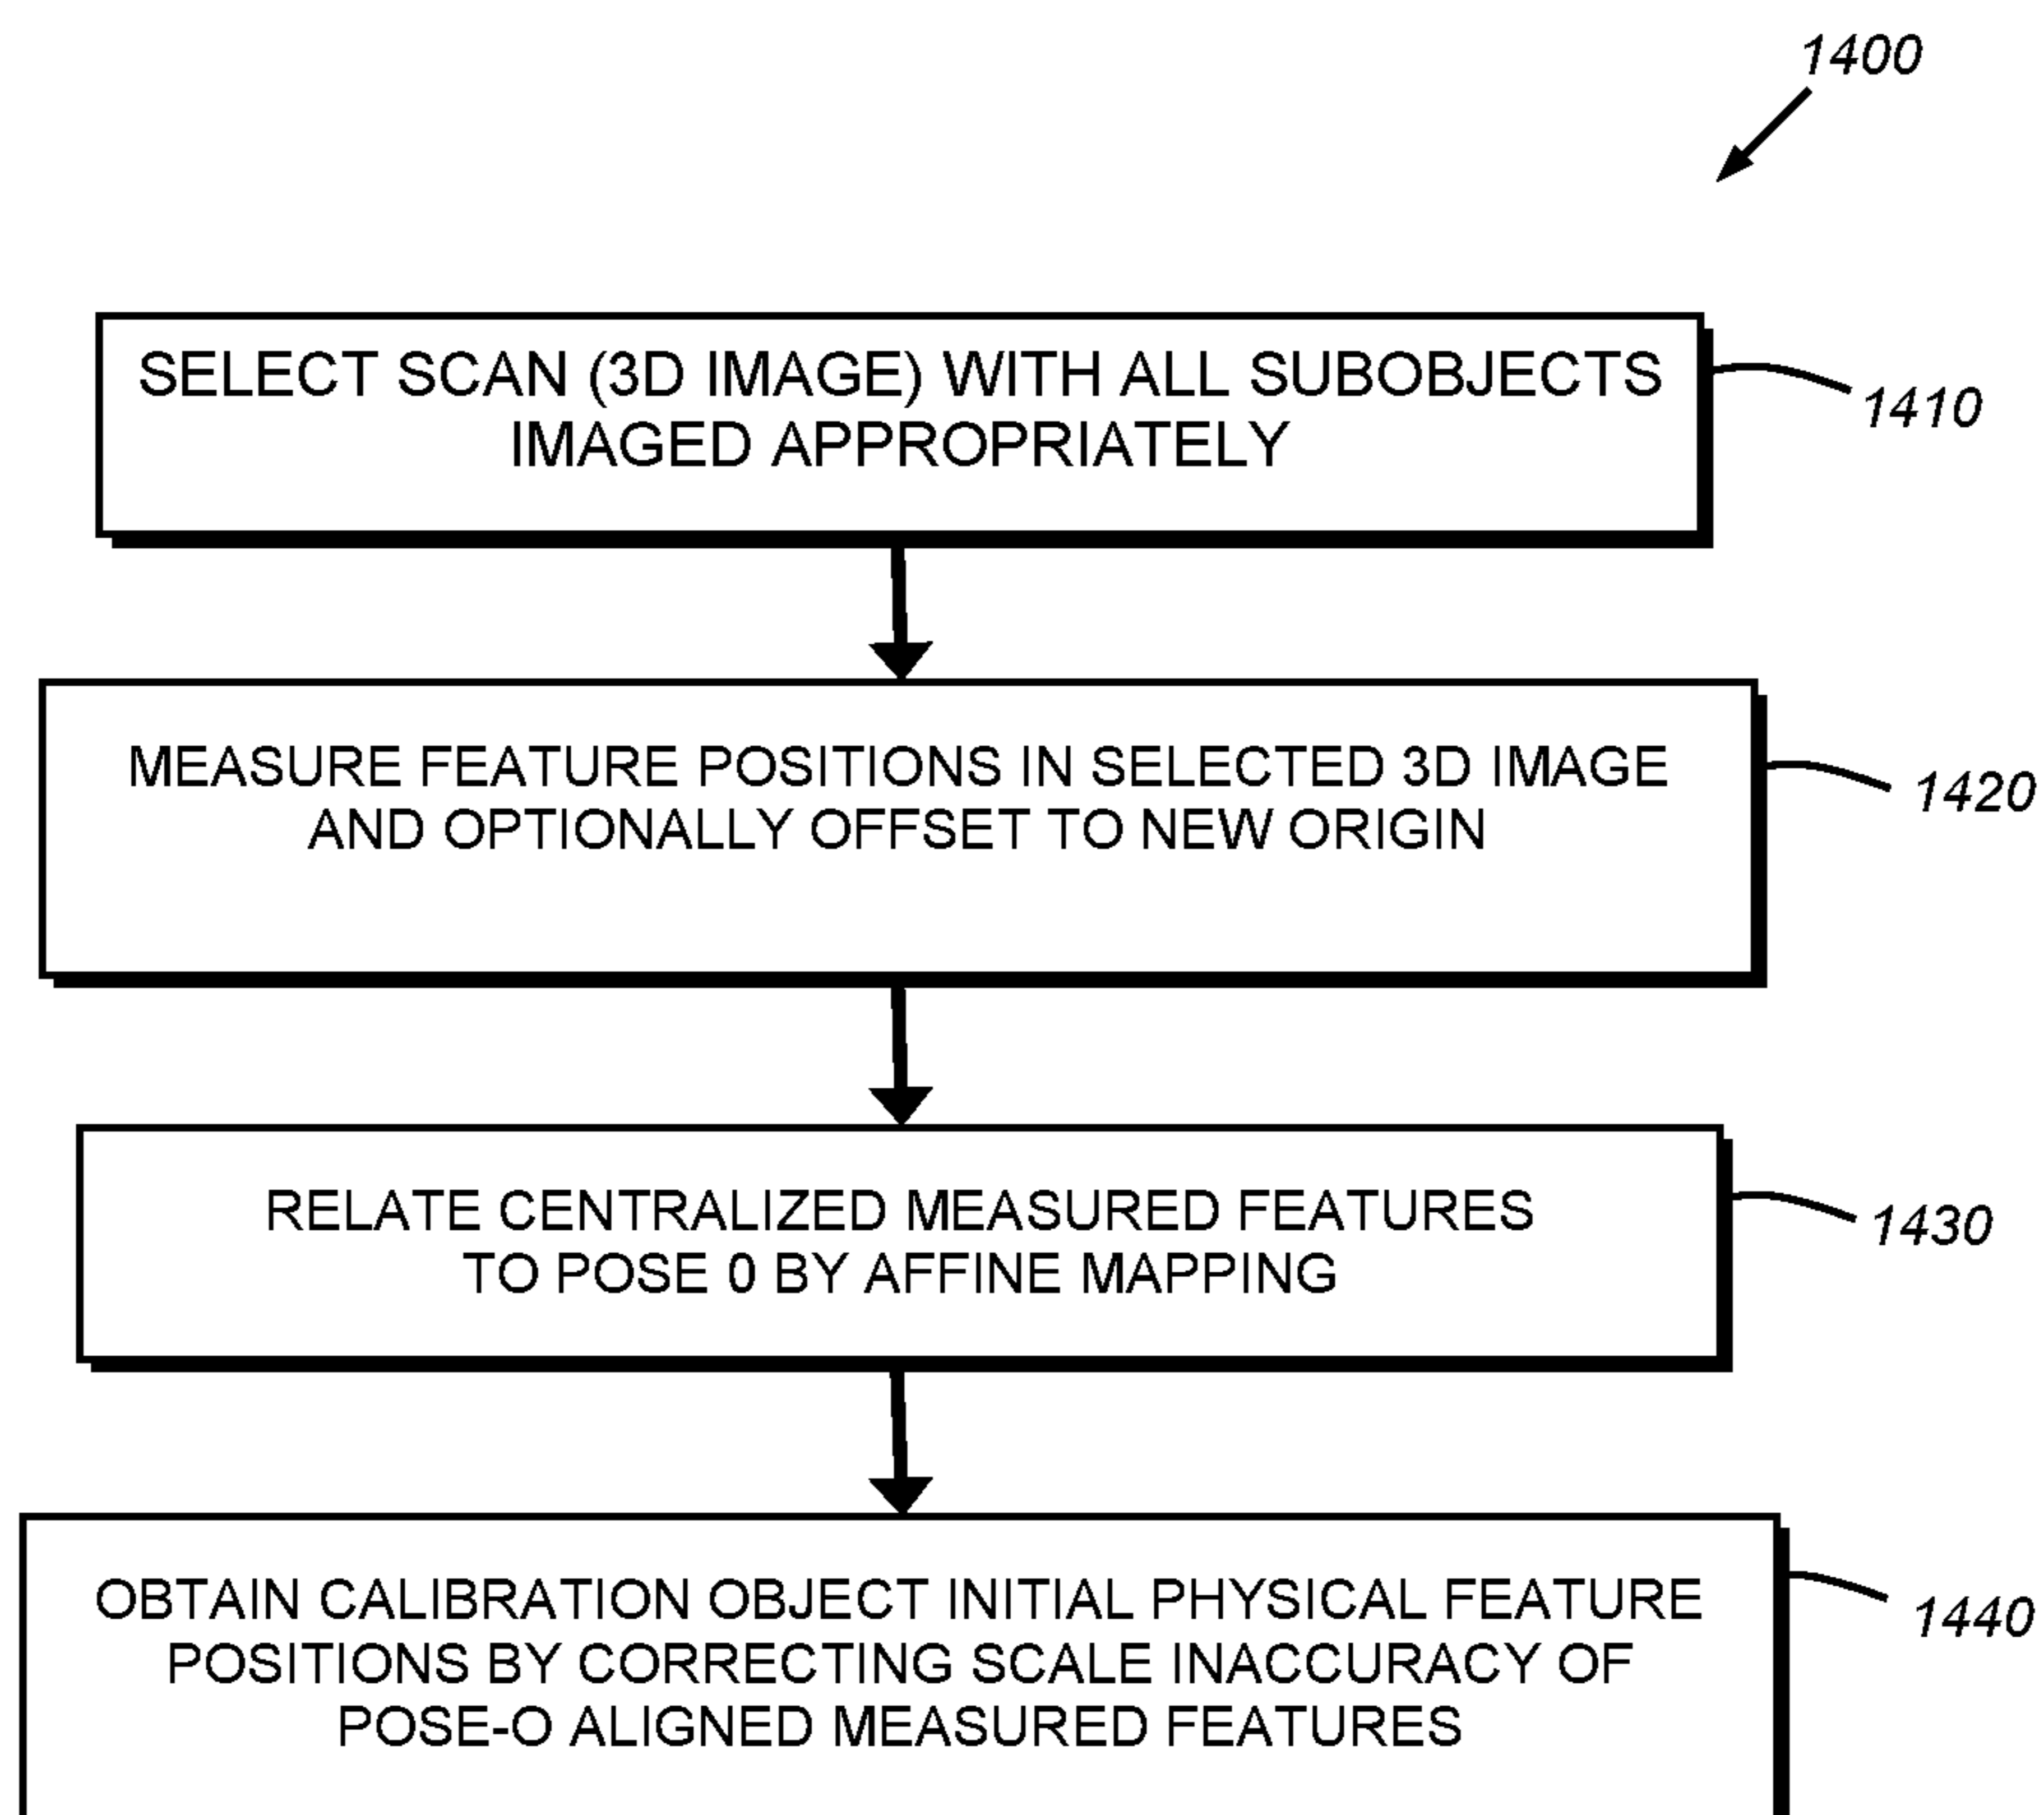 1400
SELECT SCAN (3D IMAGE) WITH ALL SUBOBJECTS
IMAGED APPROPRIATELY
1410
MEASURE FEATURE POSITIONS IN SELECTED 3D IMAGE
AND OPTIONALLY OFFSET TO NEW ORIGIN
1420
RELATE CENTRALIZED MEASURED FEATURES
TO POSE 0 BY AFFINE MAPPING
1430
OBTAIN CALIBRATION OBJECT INITIAL PHYSICAL FEATURE
POSITIONS BY CORRECTING SCALE INACCURACY OF
POSE-O ALIGNED MEASURED FEATURES
1440